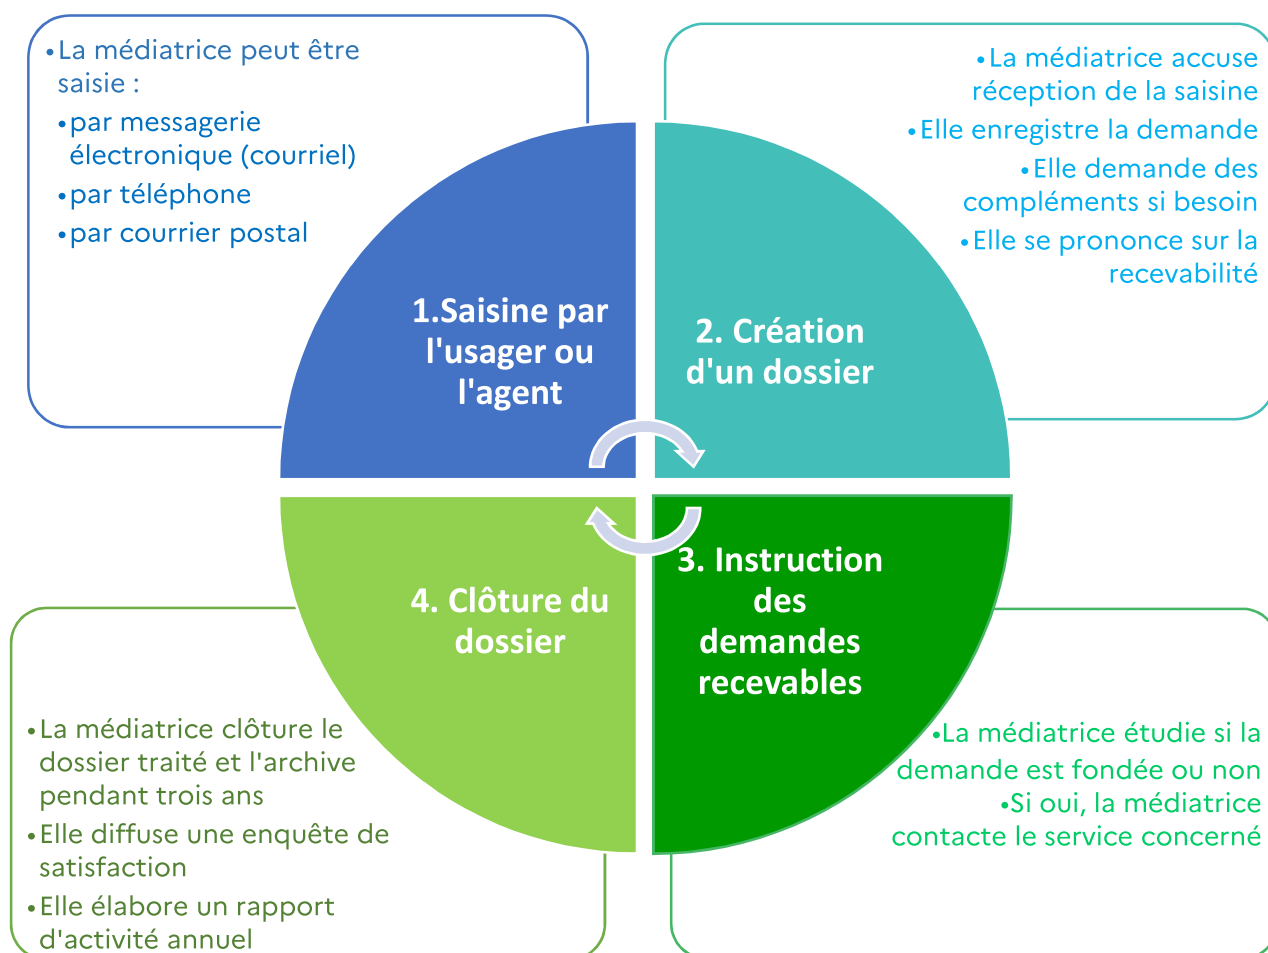 •La médiatrice peut être
saisie :
•par messagerie
électronique (courriel)
•par téléphone
•par courrier postal
•La médiatrice accuse
réception de la saisine
•Elle enregistre la demande
•Elle demande des
compléments si besoin
•Elle se prononce sur la
recevabilité
1.Saisine par
l'usager ou
l'agent
2. Création
d'un dossier
3. Instruction
des
demandes
recevables
4. Clôture du
dossier
•La médiatrice clôture le
dossier traité et l'archive
pendant trois ans
•Elle diffuse une enquête de
satisfaction
•Elle élabore un rapport
d'activité annuel
•La médiatrice étudie si la
demande est fondée ou non
•Si oui, la médiatrice
contacte le service concerné